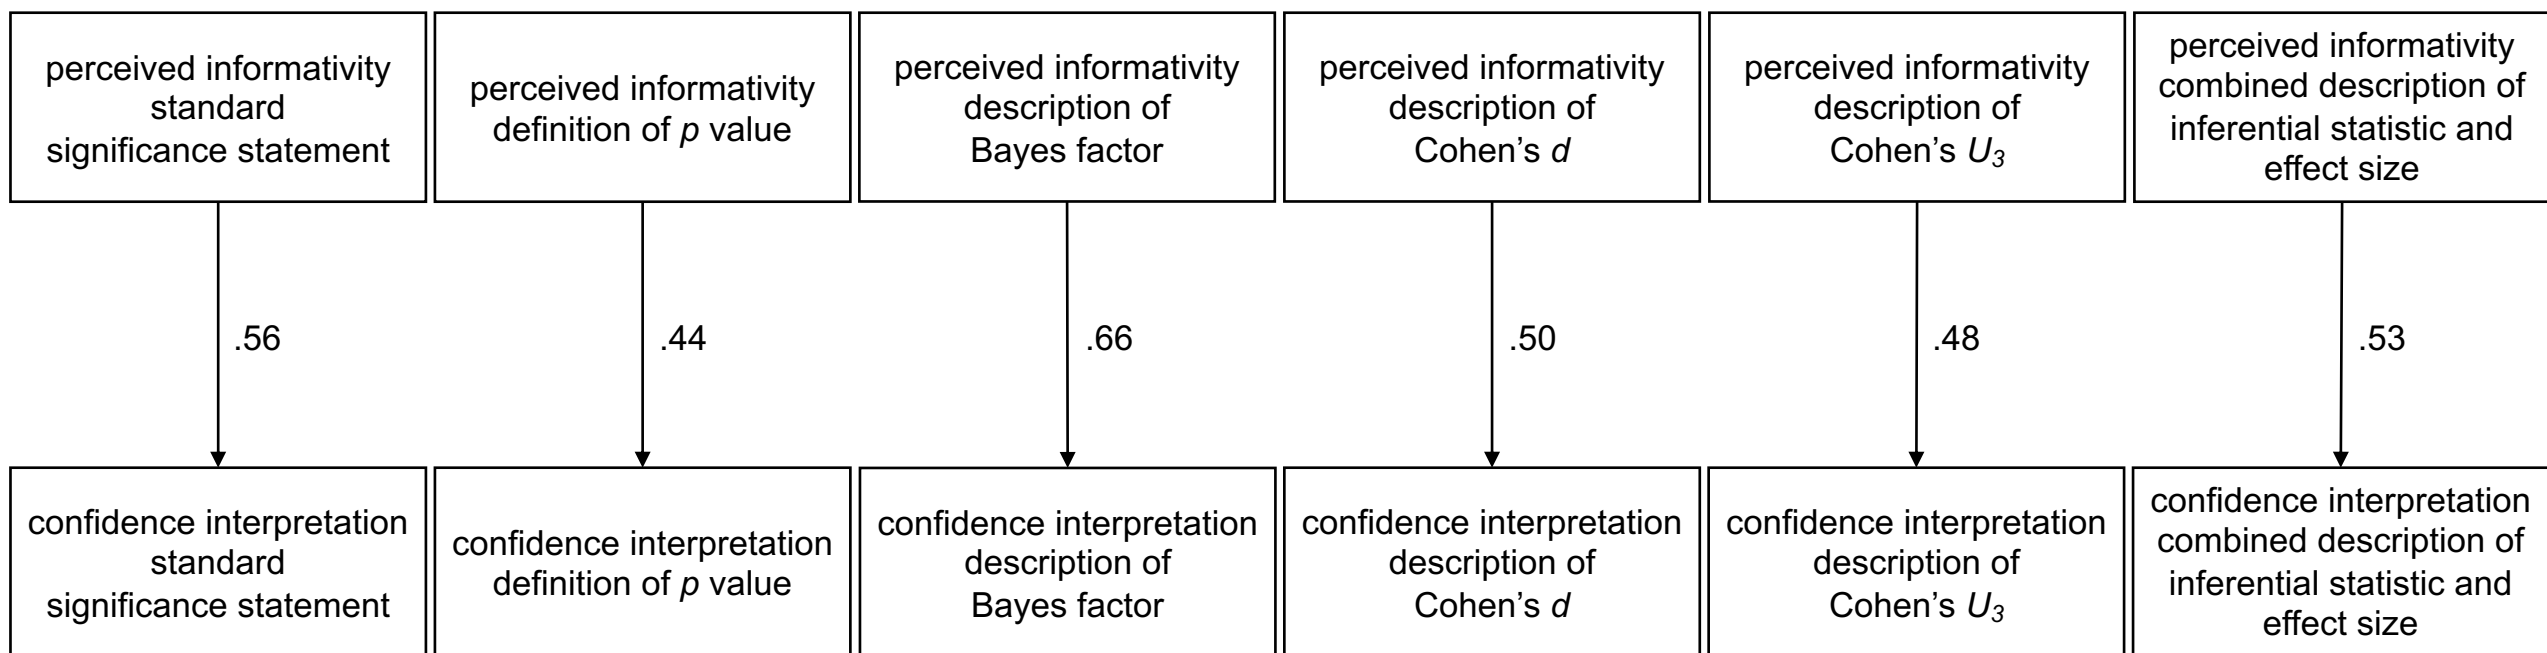 perceived informativity
standard
significance statement
perceived informativity
definition of p value
perceived informativity
description of
Bayes factor
perceived informativity
description of
Cohen’s d
perceived informativity
description of
Cohen’s U3
perceived informativity
combined description of
inferential statistic and
effect size
.56
.44
.66
.50
.48
.53
confidence interpretation
standard
significance statement
confidence interpretation
definition of p value
confidence interpretation
description of
Bayes factor
confidence interpretation
description of
Cohen’s d
confidence interpretation
description of
Cohen’s U3
confidence interpretation
combined description of
inferential statistic and
effect size